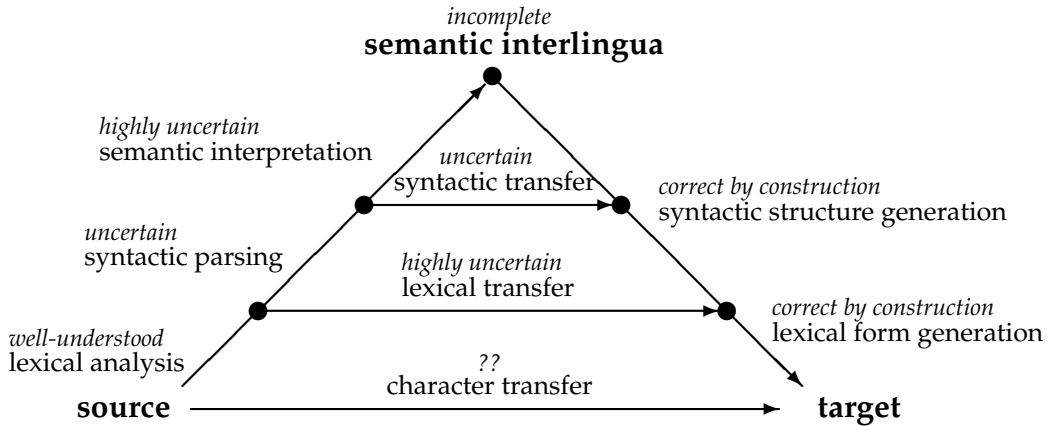 incomplete
semantic interlingua
highly uncertain
semantic interpretation
uncertain
syntactic transfer
correct by construction
syntactic structure generation
uncertain
syntactic parsing
highly uncertain
lexical transfer
correct by construction
lexical form generation
well-understood
lexical analysis
??
character transfer
source
target